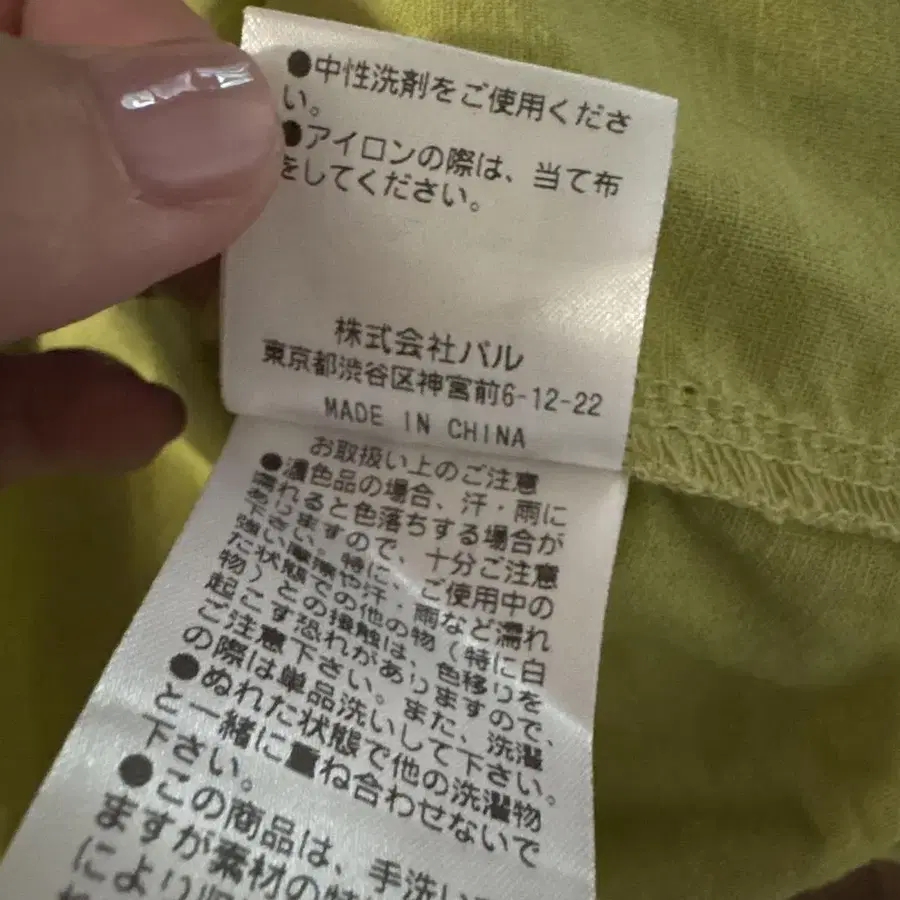 ●中性洗剤をご使用くださ
い。
●アイロンの際は、当て布
をしてください。
株式会社パル
東京都渋谷区神宮前6-12-22
MADE IN CHINA
お取扱い上のご注意
●濃色品の場合、汗・雨に
濡れると色落ちする場合が
ありますので、十分ご注意
下さい。特に、ご使用中の
強い摩擦や汗・雨など濡れ
た状態での他の物(特に白
物)との接触は、色移りを
起こす恐れがありますので、
ご注意下さい。また、洗濯
の際は単品洗いして下さい。
●ぬれた状態で他の洗濯物
と一緒に重ね合わせないで
下さい。
●この商品は、手洗い
ますが素材の特
により